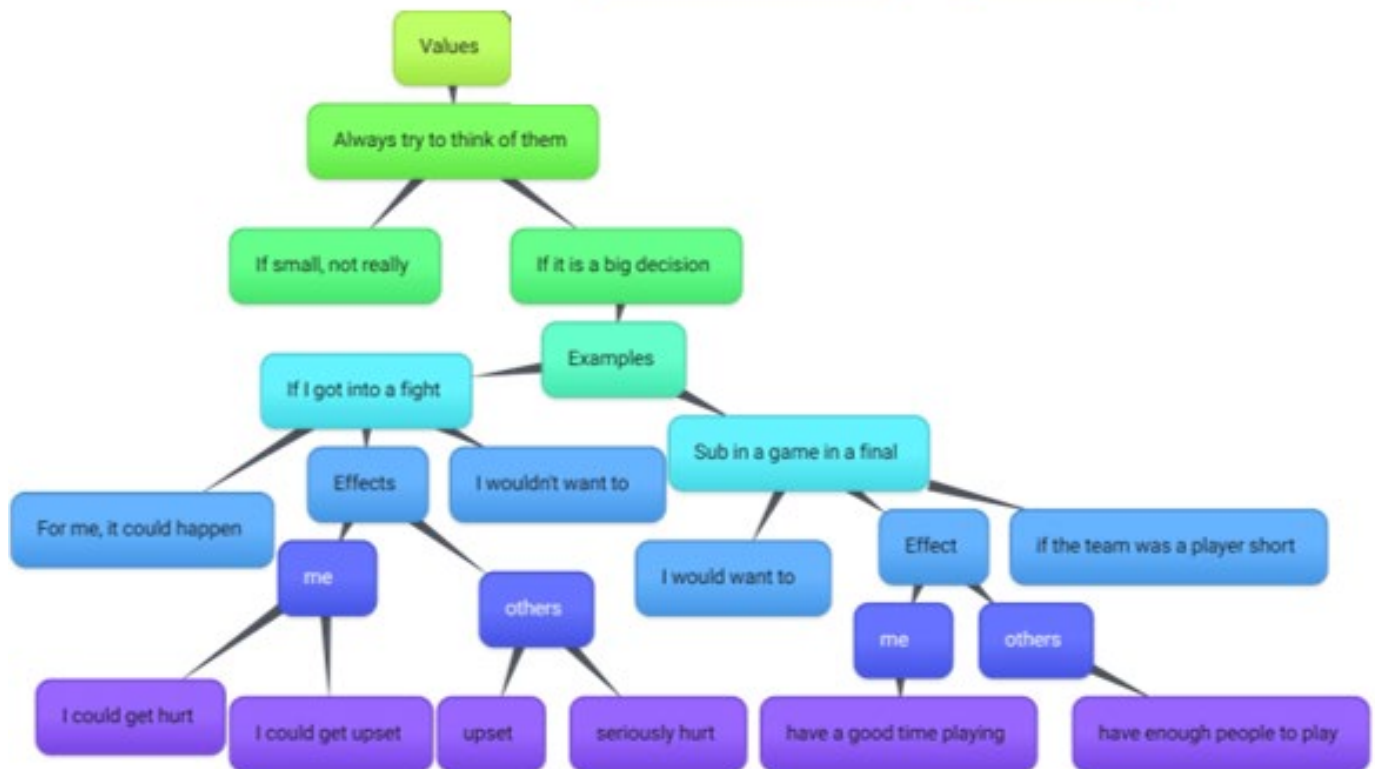 Values
Always try to think of them
If small, not really
If it is a big decision
Examples
If I got into a fight
Sub in a game in a final
For me, it could happen
Effects
I wouldn't want to
I would want to
Effect
if the team was a player short
me
others
me
others
I could get hurt
I could get upset
upset
seriously hurt
have a good time playing
have enough people to play